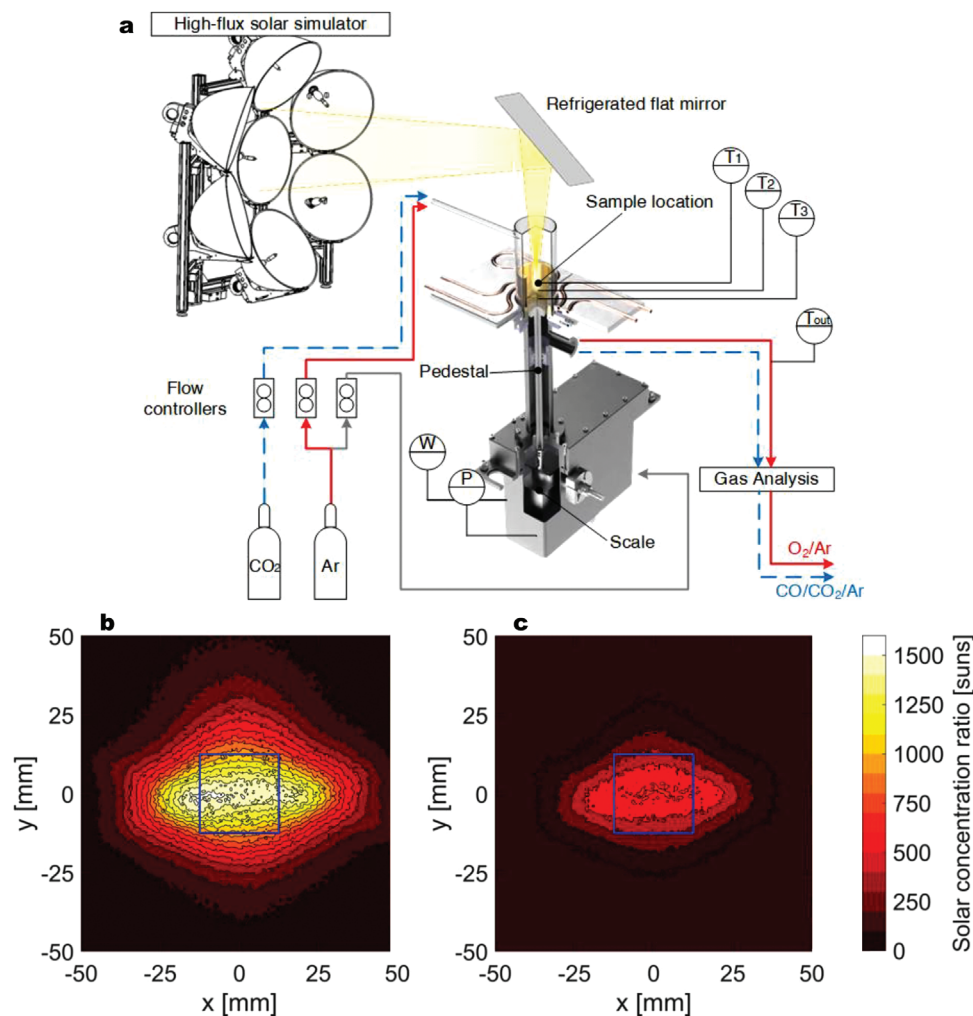 a
High-flux solar simulator
Refrigerated flat mirror
T1
T2
T3
Sample location
Tout
Pedestal
Flow
controllers
W
P
Gas Analysis
Scale
CO2
Ar
O2/Ar
CO/CO2/Ar
b
50
25
0
-25
-50
y [mm]
-50
-25
0
25
50
x [mm]
c
50
25
0
-25
-50
y [mm]
-50
-25
0
25
50
x [mm]
1500
1250
1000
750
500
250
0
Solar concentration ratio [suns]